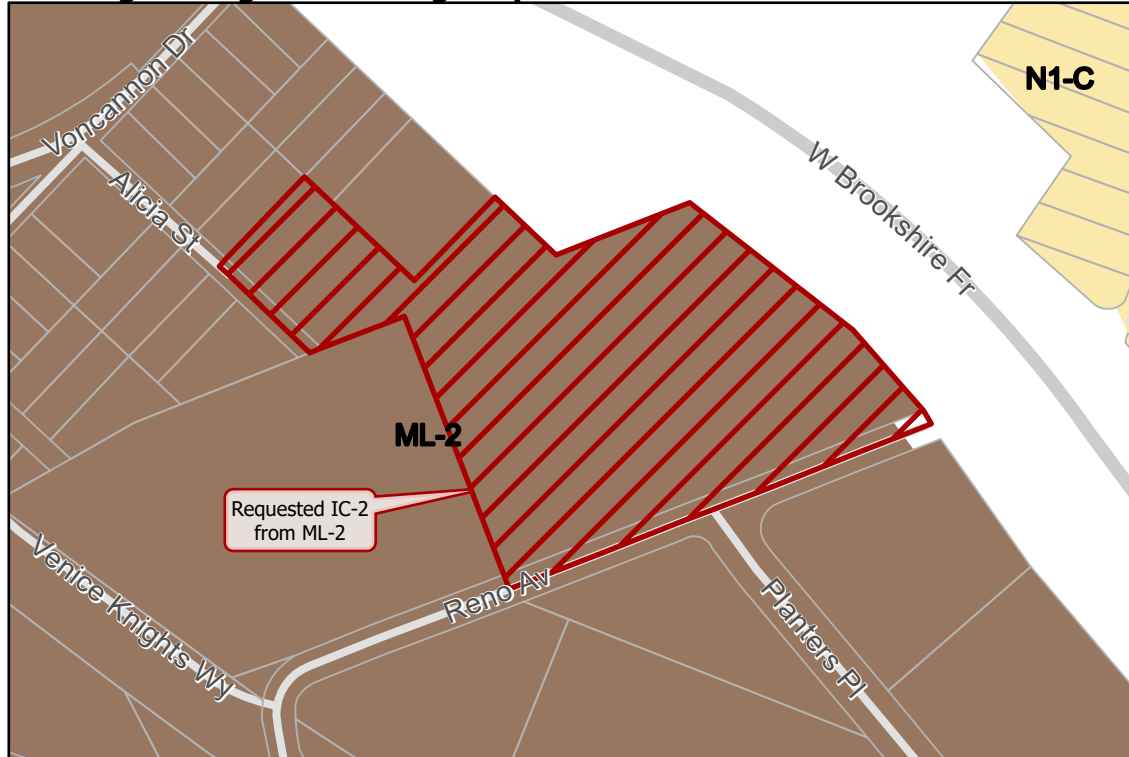 N1-C
Voncannon Dr
W Brookshire Fr
Alicia St
ML-2
Requested IC-2
from ML-2
Venice Knights Wy
Reno Av
Planters Pl